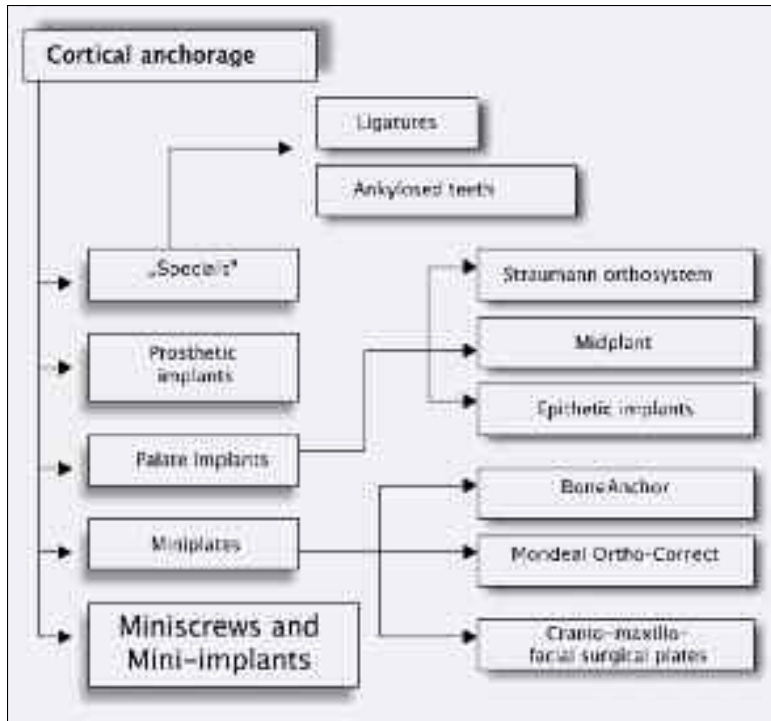 Cortical anchorage
Ligatures
Ankylosed teeth
„Specials"
Straumann orthosystem
Prosthetic
implants
Midplant
Epithetic implants
Palate Implants
BoneAnchor
Miniplates
Mondeal Ortho-Correct
Miniscrews and
Mini-implants
Cranio-maxillo-
facial surgical plates